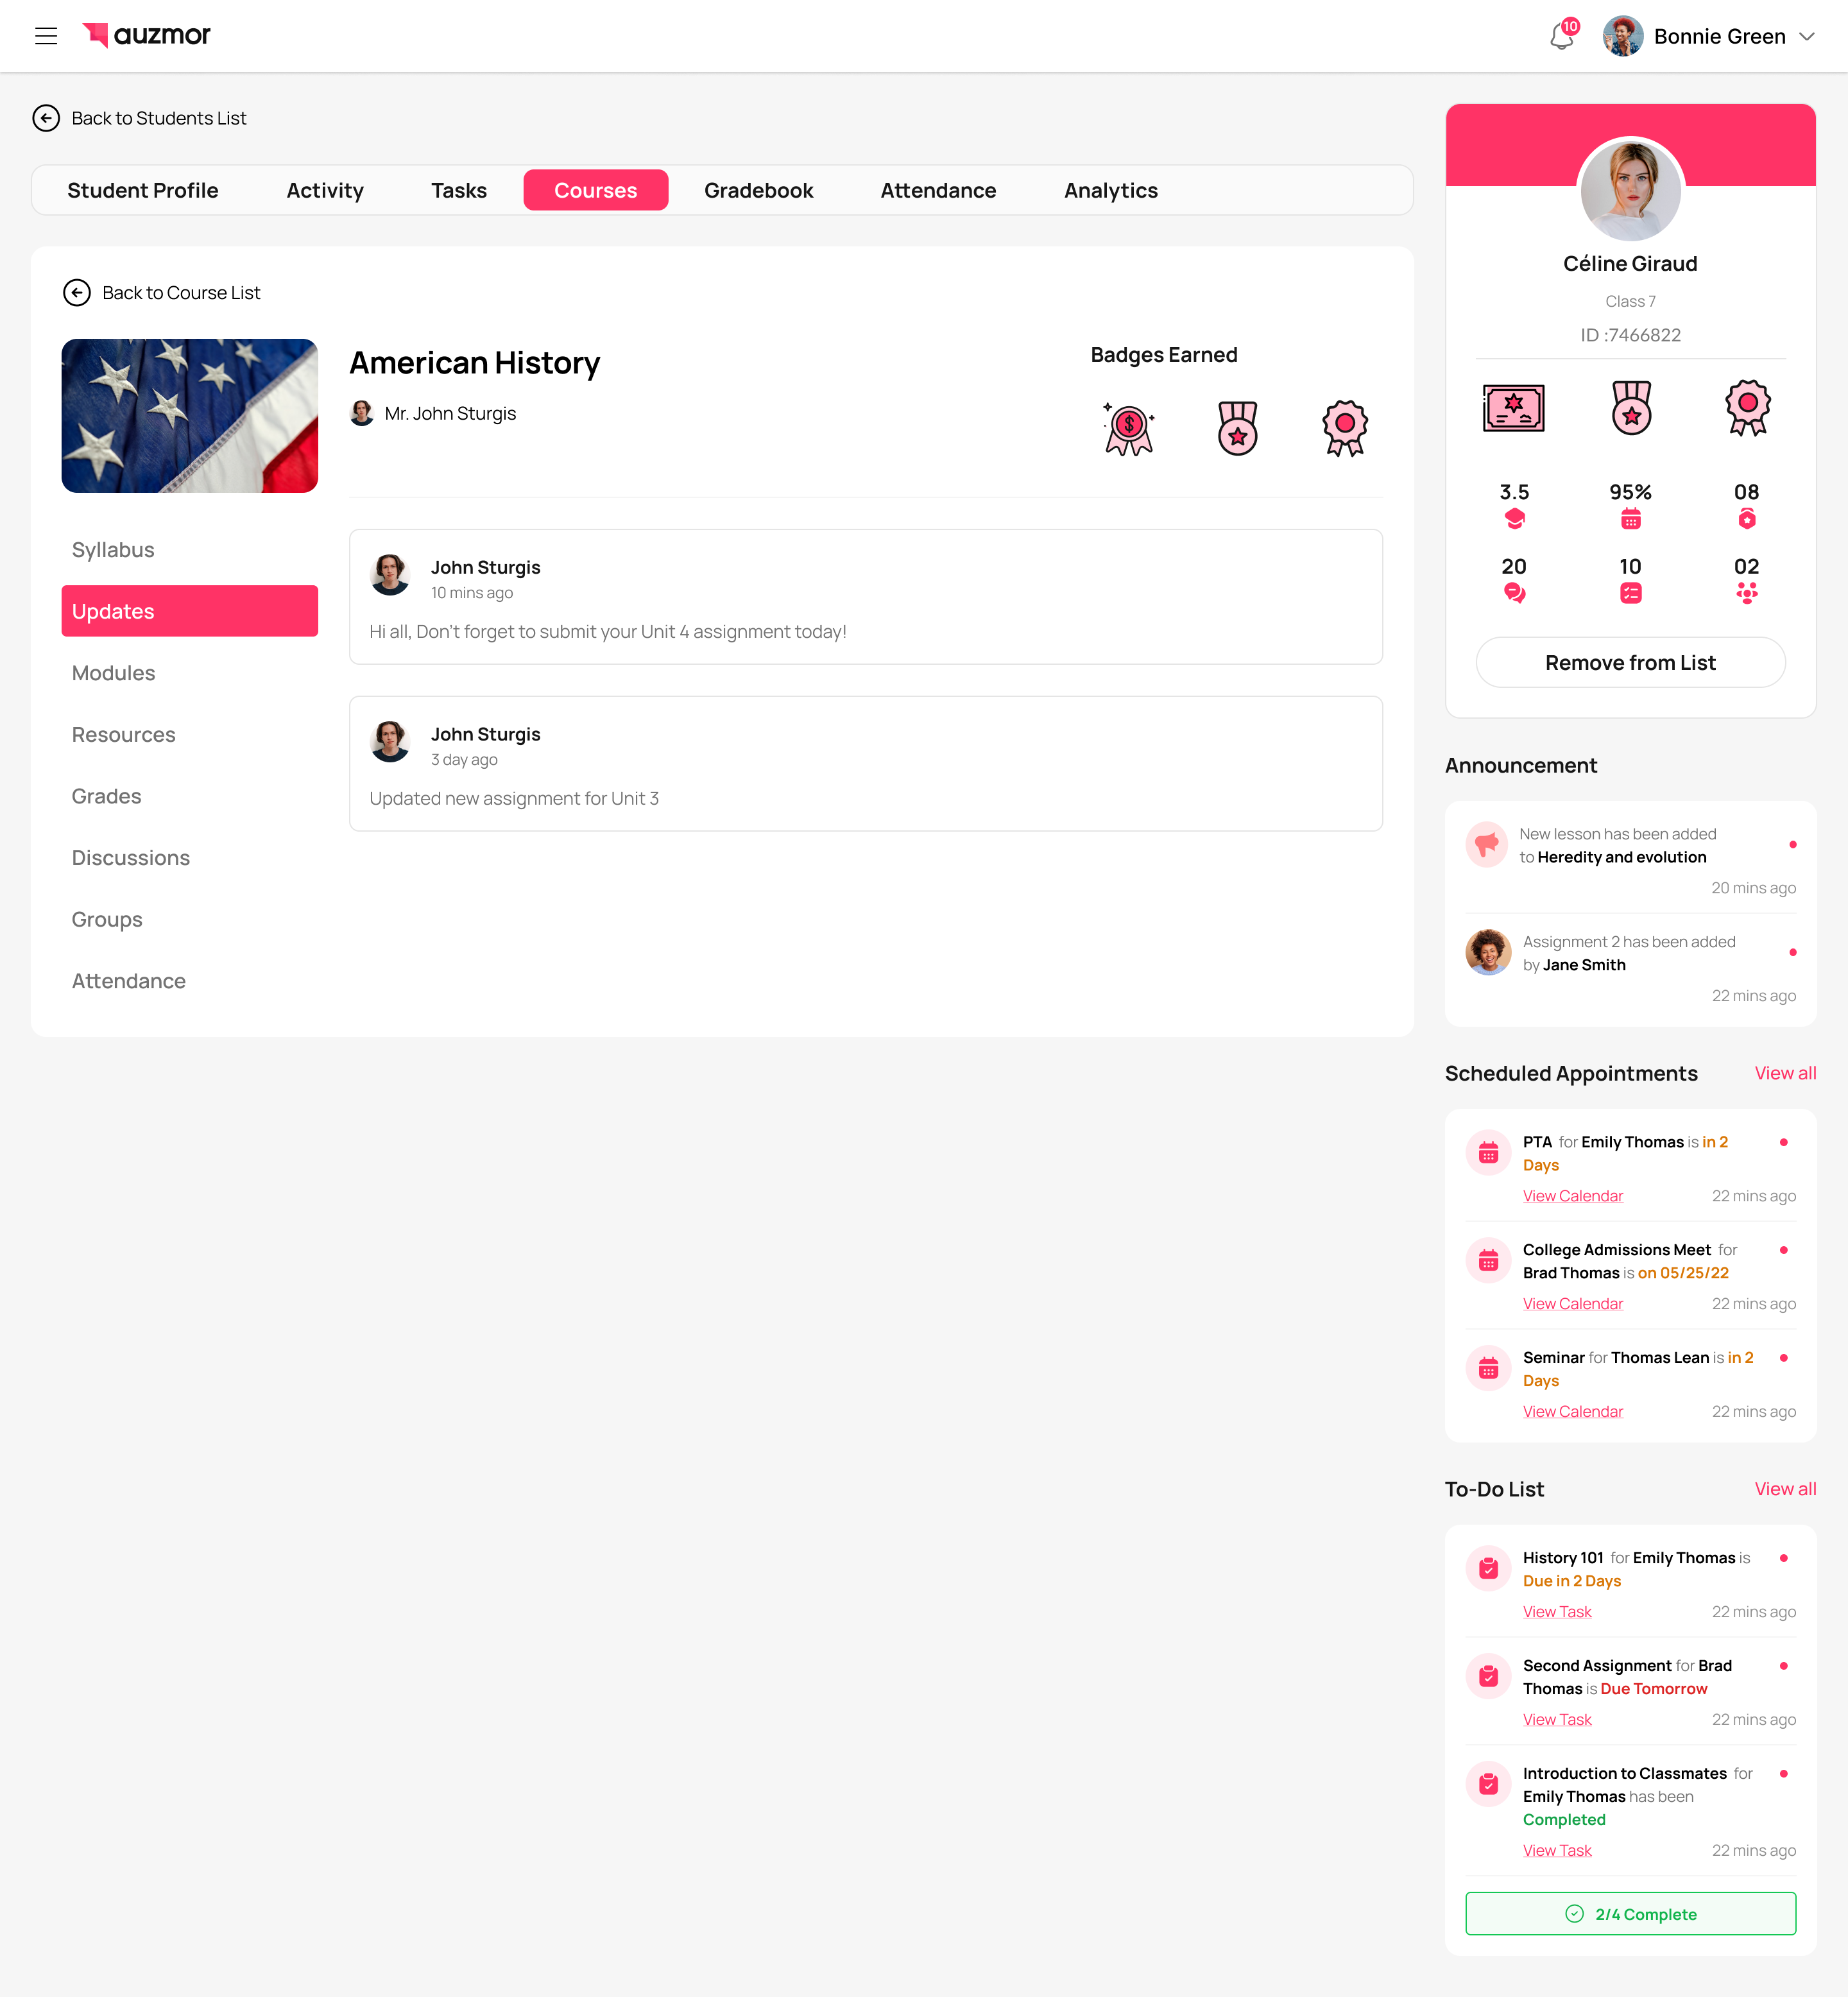 auzmor
10
Bonnie Green
Back to Students List
Student Profile
Activity
Tasks
Courses
Gradebook
Attendance
Analytics
Back to Course List
American History
Mr. John Sturgis
Badges Earned
$
Syllabus
Updates
Modules
Resources
Grades
Discussions
Groups
Attendance
John Sturgis
10 mins ago
Hi all, Don't forget to submit your Unit 4 assignment today!
John Sturgis
3 day ago
Updated new assignment for Unit 3
Céline Giraud
Class 7
ID :7466822
3.5
95%
08
20
10
02
Remove from List
Announcement
New lesson has been added
to Heredity and evolution
20 mins ago
Assignment 2 has been added
by Jane Smith
22 mins ago
Scheduled Appointments
View all
PTA for Emily Thomas is in 2
Days
View Calendar
22 mins ago
College Admissions Meet for
Brad Thomas is on 05/25/22
View Calendar
22 mins ago
Seminar for Thomas Lean is in 2
Days
View Calendar
22 mins ago
To-Do List
View all
History 101 for Emily Thomas is
Due in 2 Days
View Task
22 mins ago
Second Assignment for Brad
Thomas is Due Tomorrow
View Task
22 mins ago
Introduction to Classmates for
Emily Thomas has been
Completed
View Task
22 mins ago
2/4 Complete